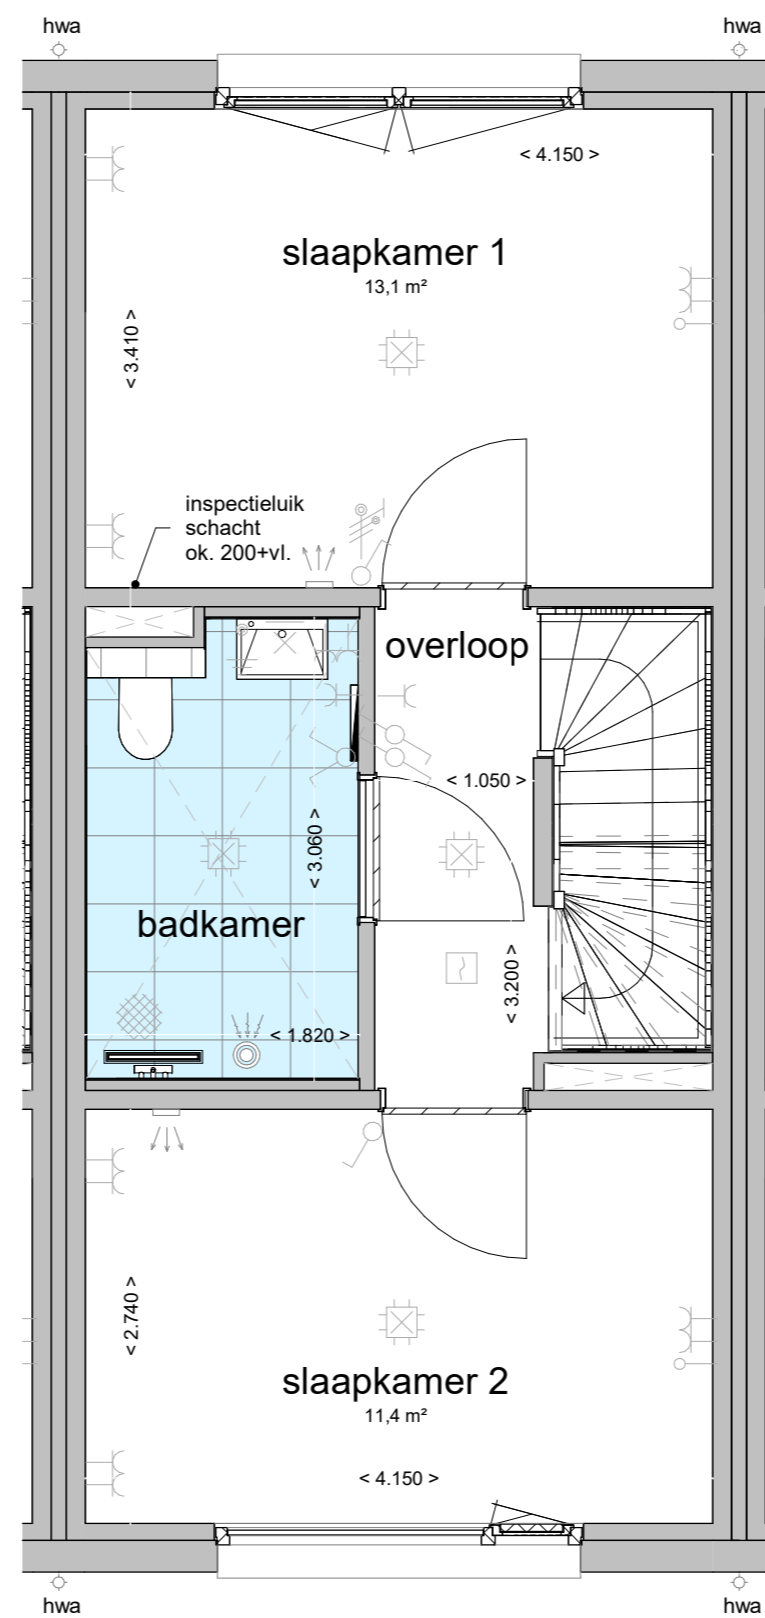 hwa
hwa
< 4.150 >
slaapkamer 1
13,1 m²
< 3.410 >
inspectieluik
schacht
ok. 200+vl.
overloop
< 1.050 >
< 3.060 >
badkamer
< 3.200 >
< 1.820 >
< 2.740 >
slaapkamer 2
11,4 m²
< 4.150 >
hwa
hwa